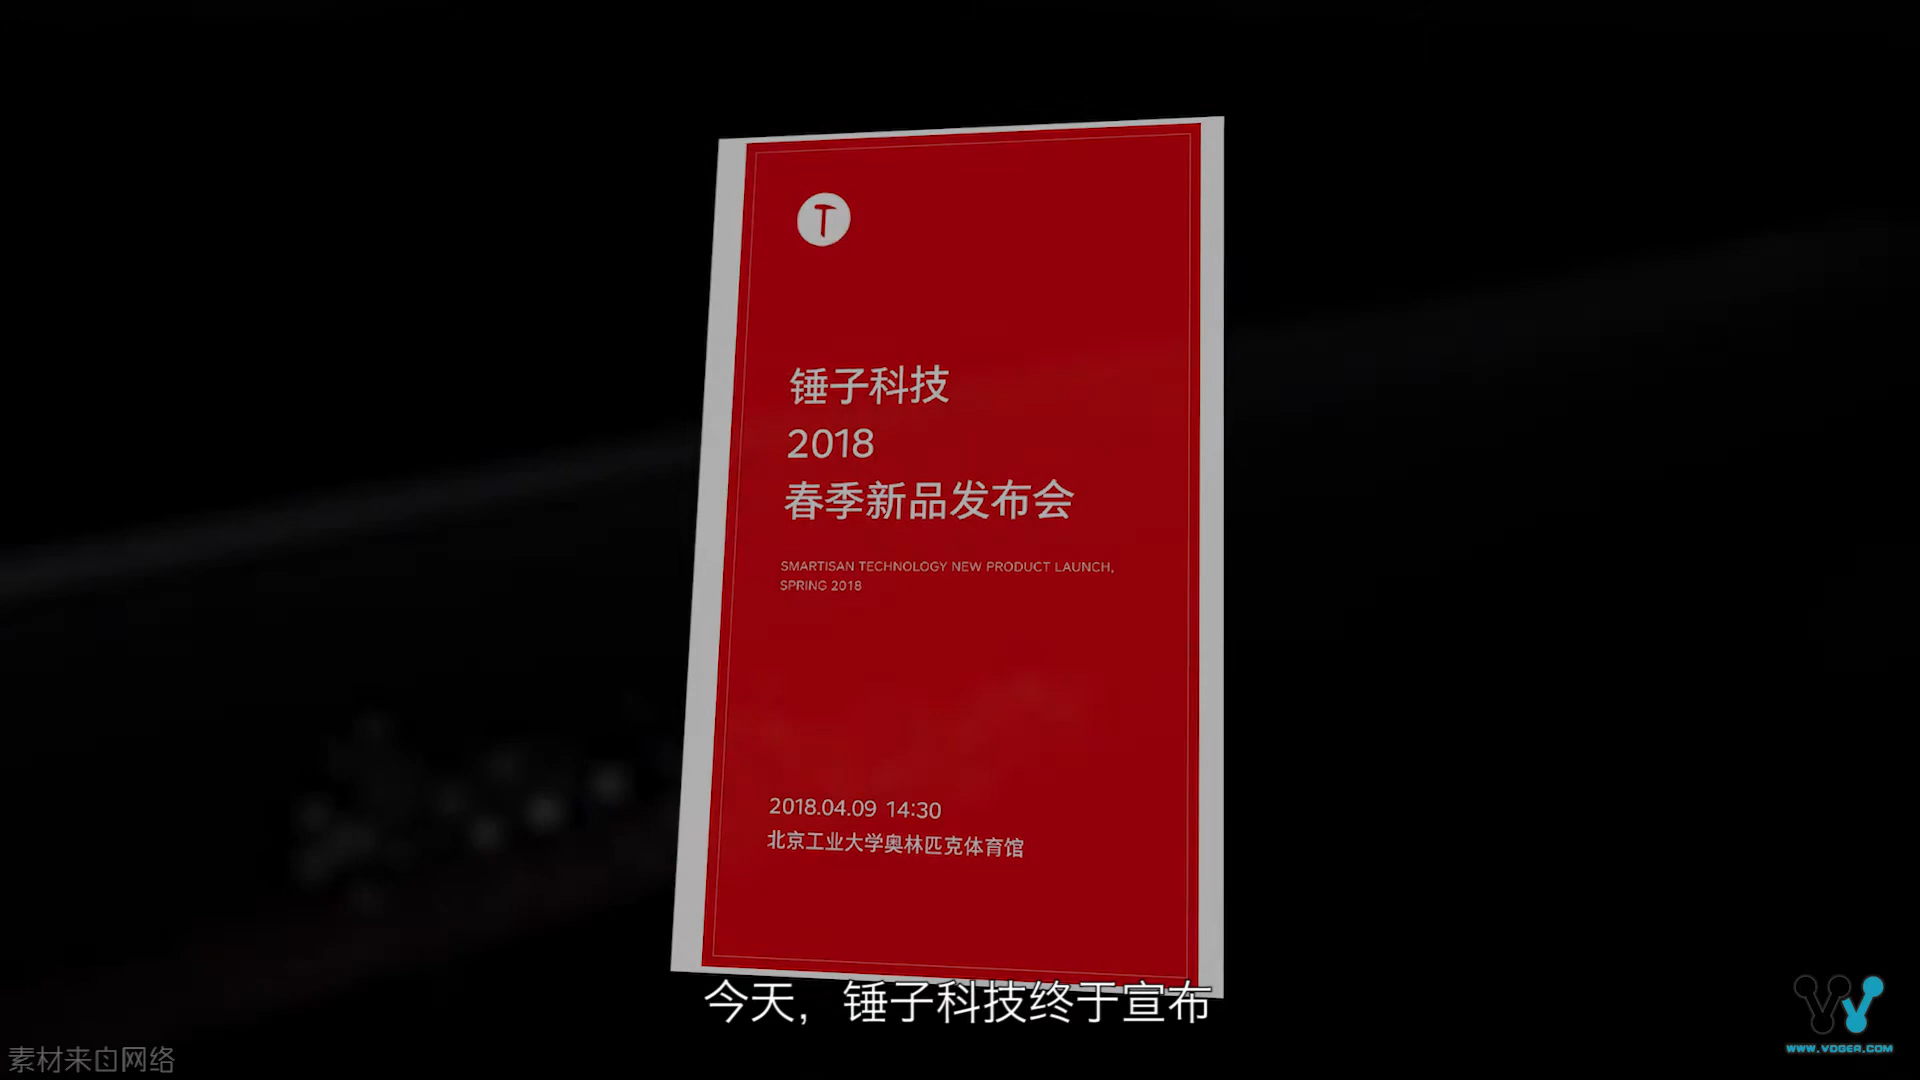 锤子科技
2018
春季新品发布会
SMARTISAN TECHNOLOGY NEW PRODUCT LAUNCH,
SPRING 2018
2018.04.09 14:30
北京工业大学奥林匹克体育馆
今天，锤子科技终于宣布
素材来自网络
WWW.VOGER.COM